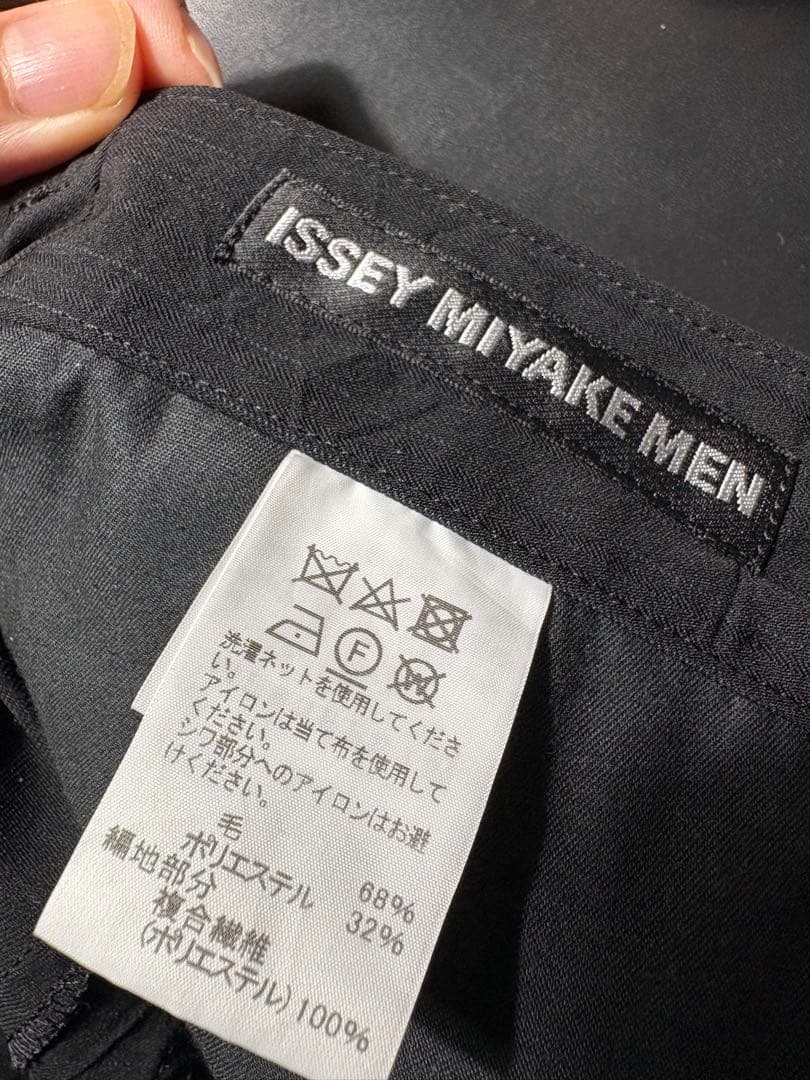 ISSEY MIYAKE MEN
F
W
洗濯ネットを使用してくださ
い。
アイロンは当て布を使用して
ください。
シワ部分へのアイロンはお避
けください。
毛 68%
ポリエステル 32%
編地部分
複合繊維
(ポリエステル)100%